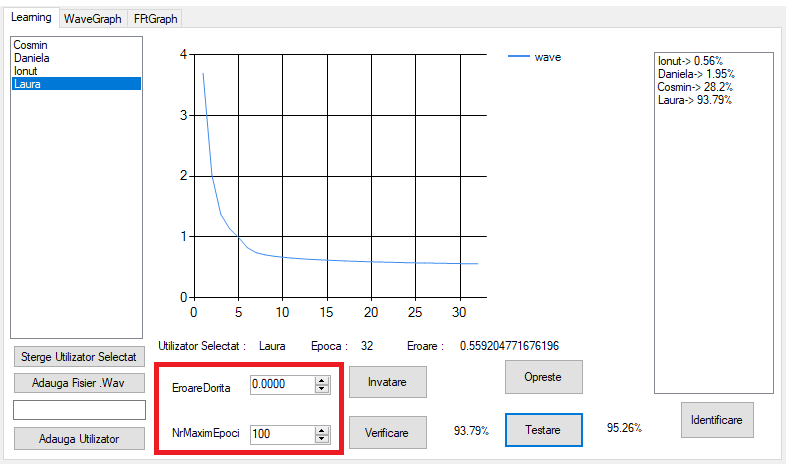 Learning WaveGraph FFtGraph
Cosmin
Daniela
Ionut
Laura
4
3
2
1
0
0 5 10 15 20 25 30
wave
Ionut-> 0.56%
Daniela-> 1.95%
Cosmin-> 28.2%
Laura-> 93.79%
Utilizator Selectat : Laura Epoca : 32 Eroare : 0.559204771676196
Sterge Utilizator Selectat
Adauga Fisier .Wav
Adauga Utilizator
EroareDorita 0.0000
NrMaximEpoci 100
Invatare
Opreste
Verificare 93.79% Testare 95.26%
Identificare